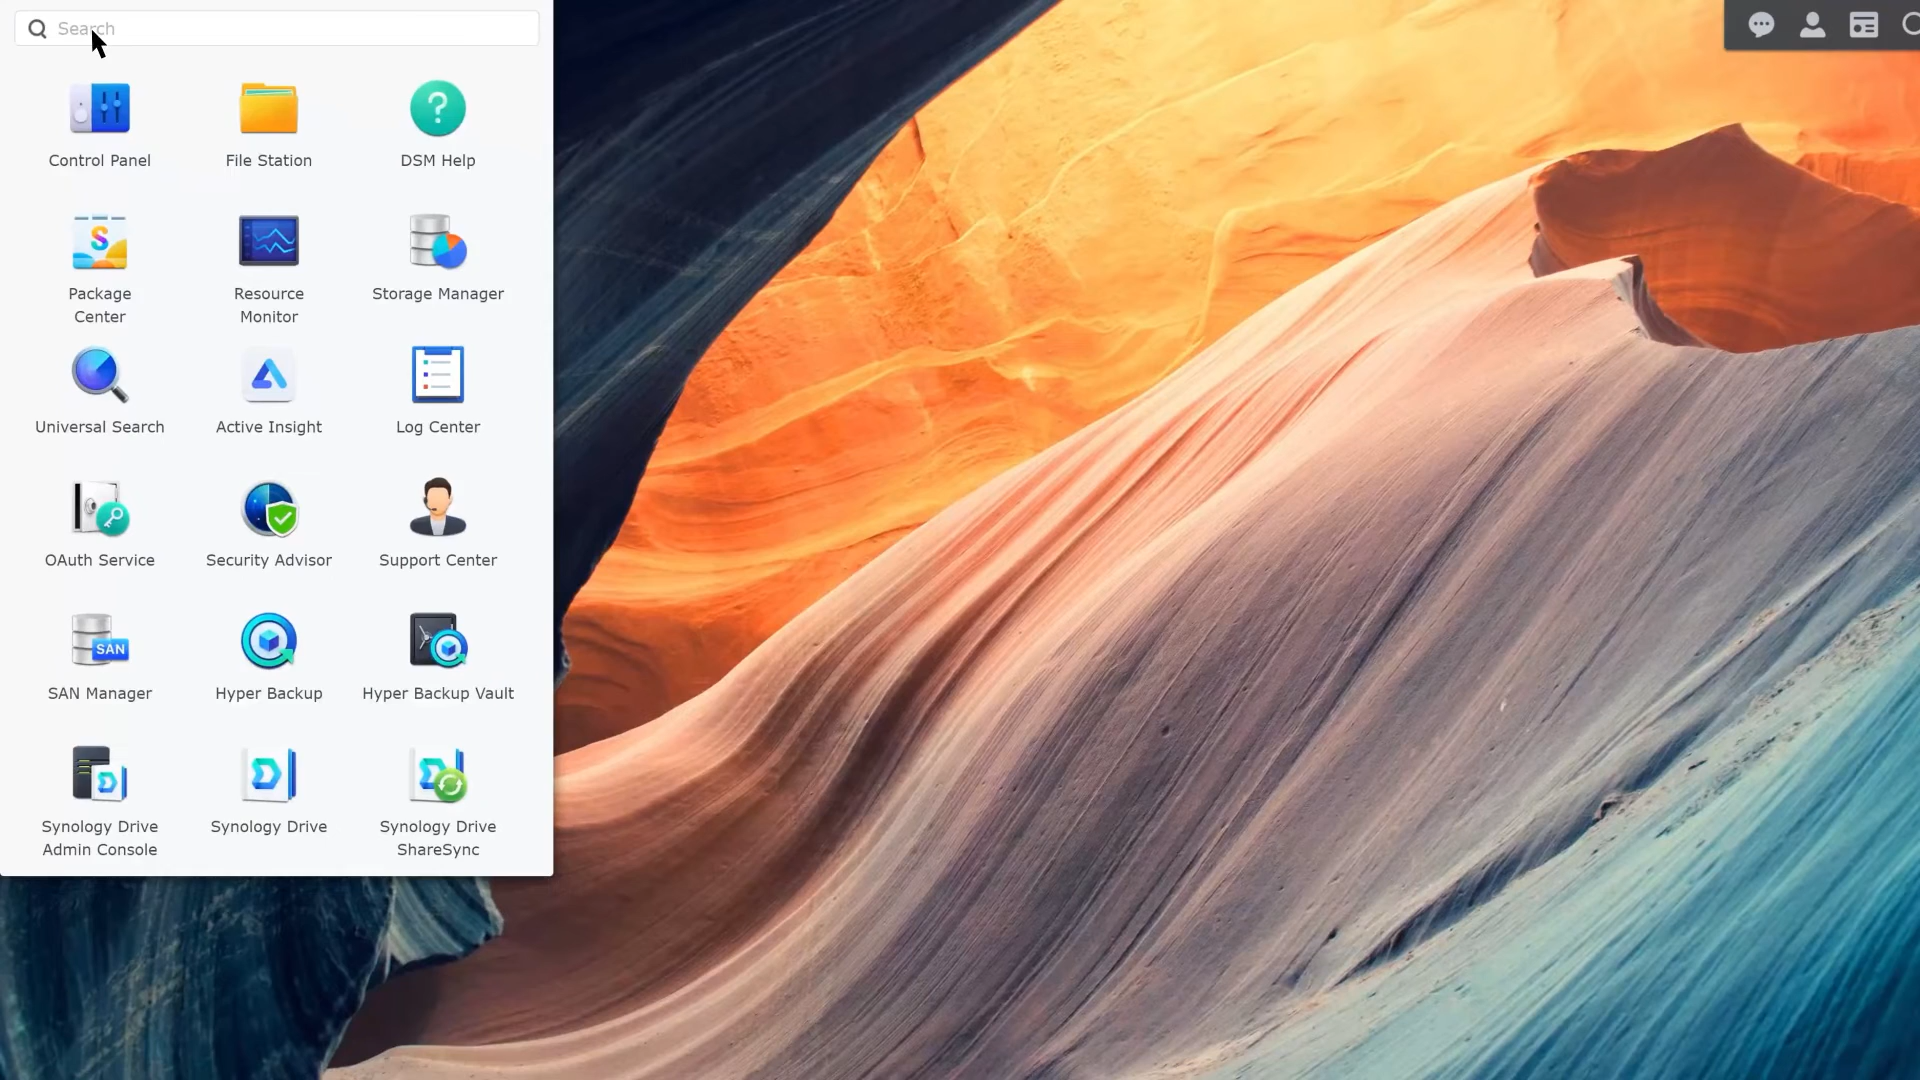 Search
Control Panel
File Station
DSM Help
Package
Center
Resource
Monitor
Storage Manager
Universal Search
Active Insight
Log Center
OAuth Service
Security Advisor
Support Center
SAN
SAN Manager
Hyper Backup
Hyper Backup Vault
Synology Drive
Admin Console
Synology Drive
Synology Drive
ShareSync